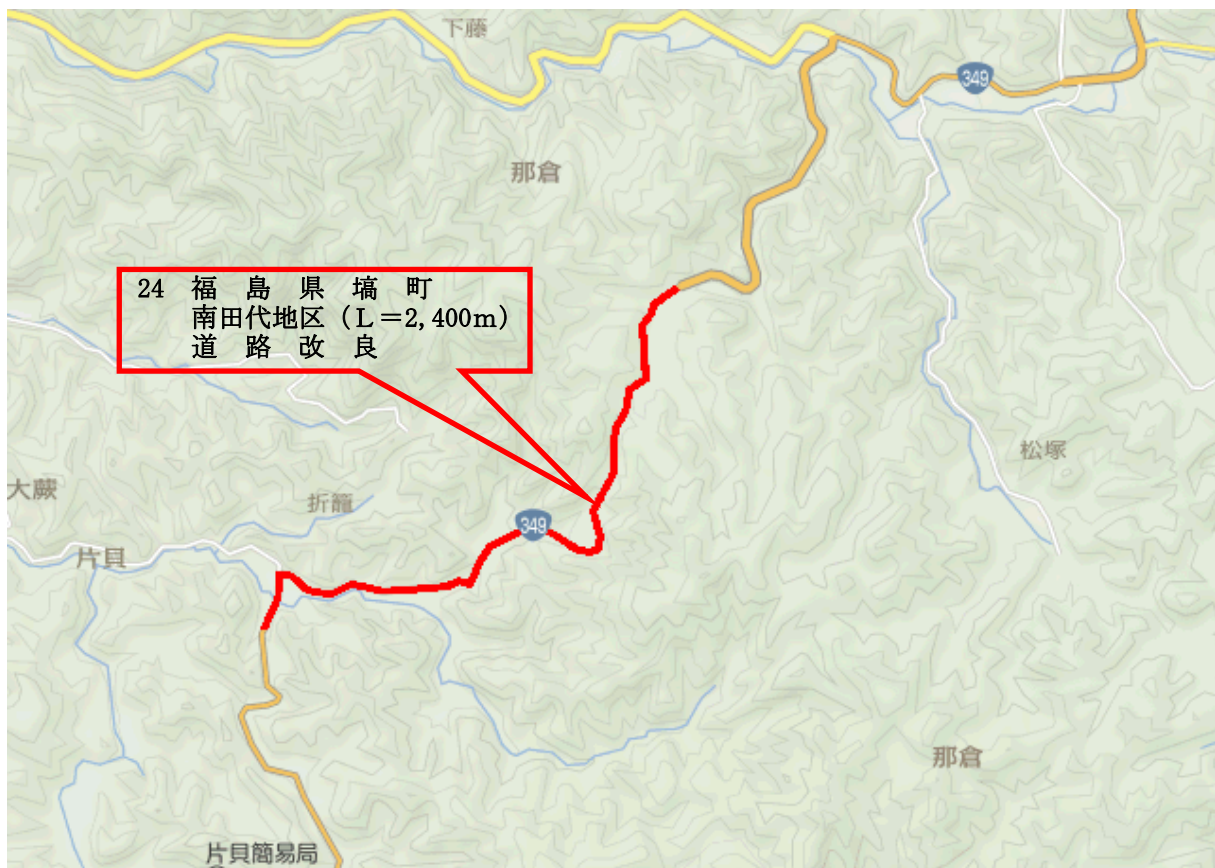 下藤
349
那倉
24 福 島 県 塙 町
南田代地区（L＝2,400m）
道 路 改 良
松塚
大蕨
折籠
349
片貝
那倉
片貝簡易局